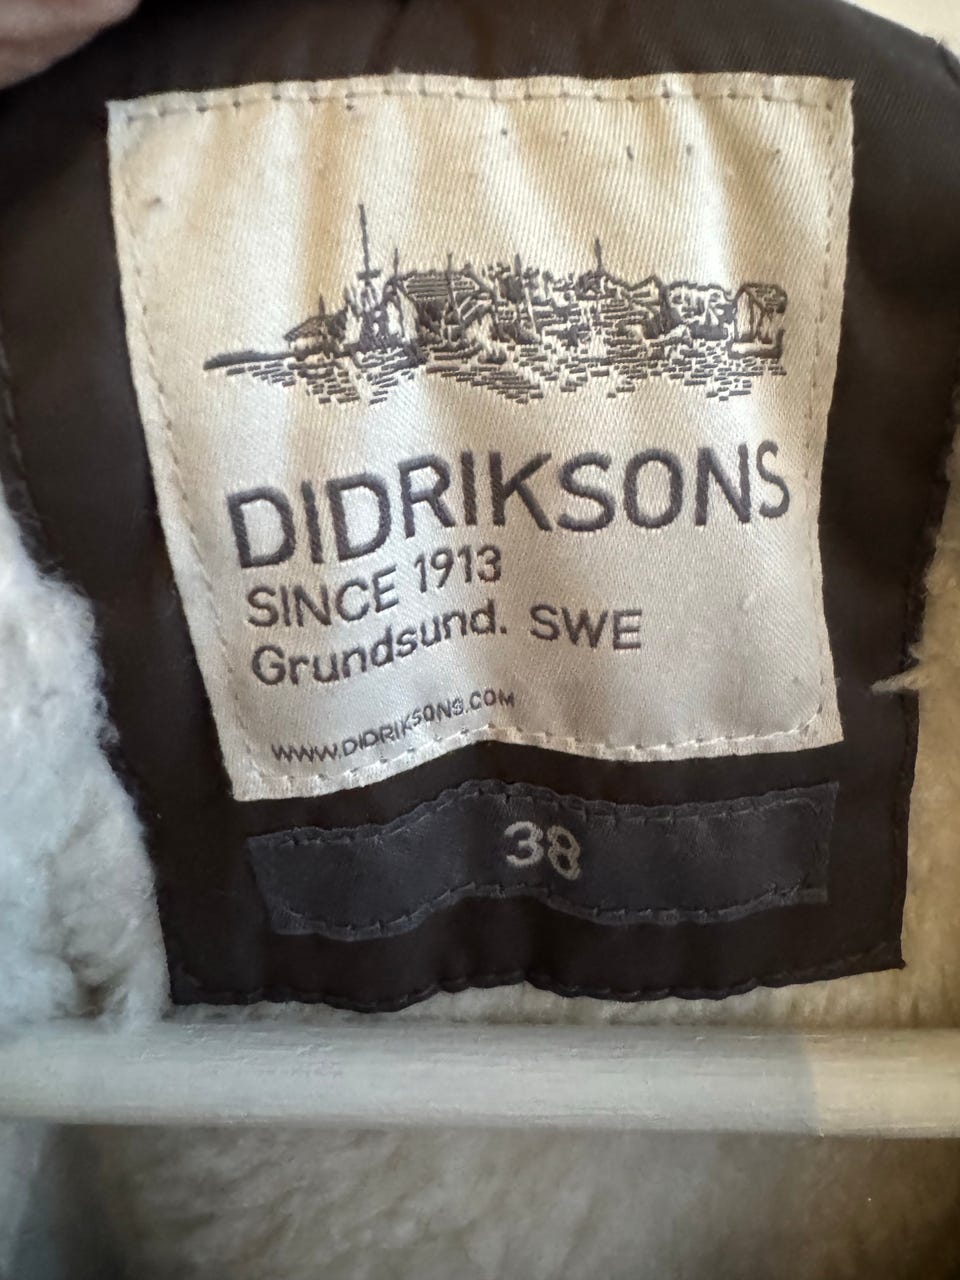 DIDRIKSONS
SINCE 1913
Grundsund. SWE
WWW.DIDRIKSONS.COM
38